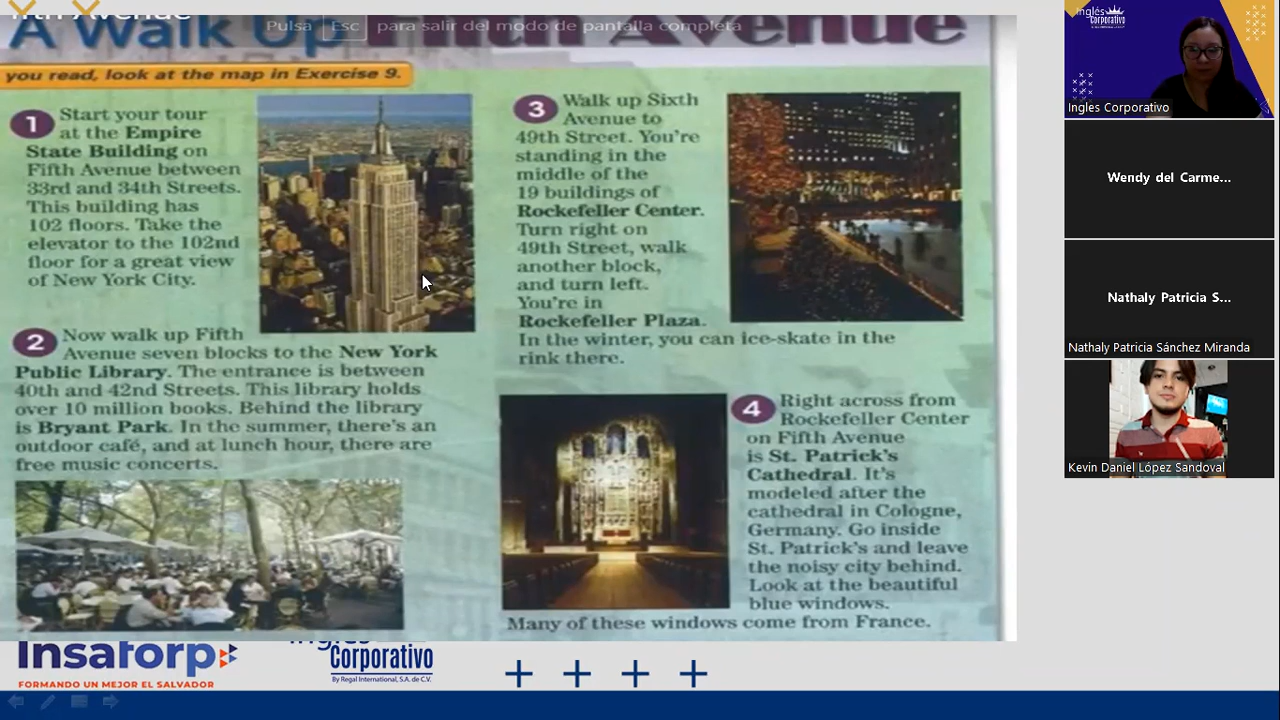 A Walk Up Fifth Avenue
Pulsa Esc para salir del modo de pantalla completa
you read, look at the map in Exercise 9.
1 Start your tour
at the Empire
State Building on
Fifth Avenue between
33rd and 34th Streets.
This building has
102 floors. Take the
elevator to the 102nd
floor for a great view
of New York City.
2 Now walk up Fifth
Avenue seven blocks to the New York
Public Library. The entrance is between
40th and 42nd Streets. This library holds
over 10 million books. Behind the library
is Bryant Park. In the summer, there's an
outdoor café, and at lunch hour, there are
free music concerts.
3 Walk up Sixth
Avenue to
49th Street. You're
standing in the
middle of the
19 buildings of
Rockefeller Center.
Turn right on
49th Street, walk
another block,
and turn left.
You're in
Rockefeller Plaza.
In the winter, you can ice-skate in the
rink there.
4 Right across from
Rockefeller Center
on Fifth Avenue
is St. Patrick's
Cathedral. It's
modeled after the
cathedral in Cologne,
Germany. Go inside
St. Patrick's and leave
the noisy city behind.
Look at the beautiful
blue windows.
Many of these windows come from France.
Insaforp
FORMANDO UN MEJOR EL SALVADOR
Inglés
Corporativo
By Regal International, S.A. de C.V.
Inglés
Corporativo
Ingles Corporativo
Wendy del Carme...
Nathaly Patricia S...
Nathaly Patricia Sánchez Miranda
Kevin Daniel López Sandoval